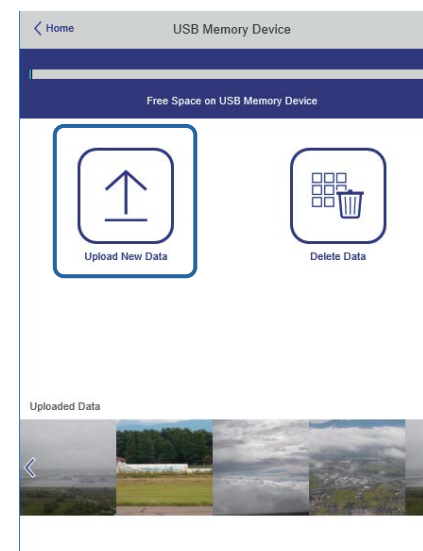 Home
USB Memory Device
Free Space on USB Memory Device
Upload New Data
Delete Data
Uploaded Data